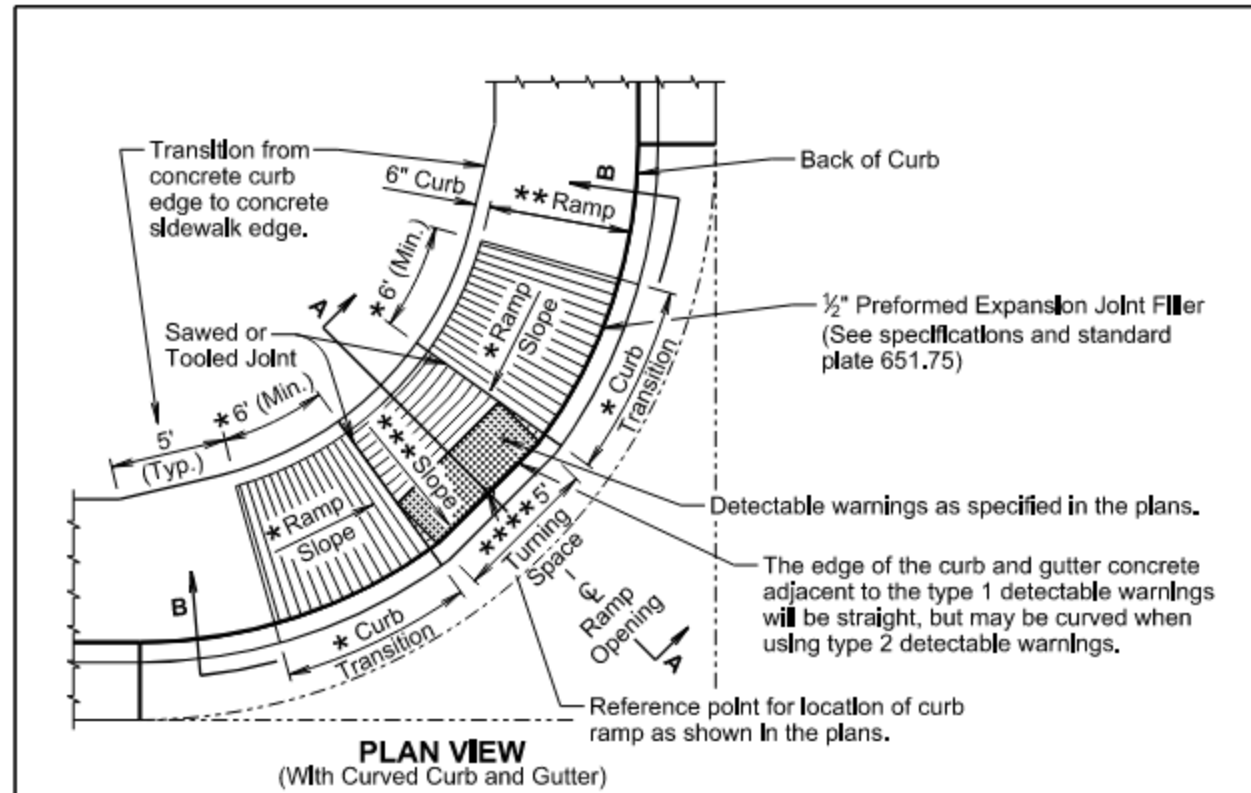 Transition from
concrete curb
edge to concrete
sidewalk edge.
6" Curb
B
** Ramp
Back of Curb
* 6' (Min.)
A
* Ramp
Slope
½" Preformed Expansion Joint Filler
(See specifications and standard
plate 651.75)
Sawed or
Tooled Joint
* Curb
Transition
* 6' (Min.)
5'
(Typ.)
*** Slope
* Ramp
Slope
Detectable warnings as specified in the plans.
**** 5'
Turning
Space
The edge of the curb and gutter concrete
adjacent to the type 1 detectable warnings
will be straight, but may be curved when
using type 2 detectable warnings.
B
* Curb
Transition
℄
Ramp
Opening
A
Reference point for location of curb
ramp as shown in the plans.
PLAN VIEW
(With Curved Curb and Gutter)